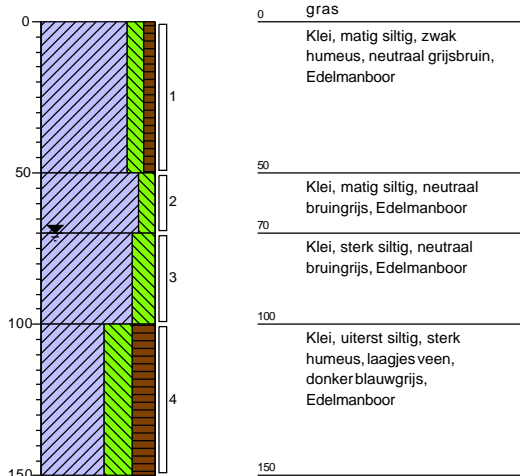 0
50
100
150
1
2
3
4
0
gras
Klei, matig siltig, zwak
humeus, neutraal grijsbruin,
Edelmanboor
50
Klei, matig siltig, neutraal
bruingrijs, Edelmanboor
70
Klei, sterk siltig, neutraal
bruingrijs, Edelmanboor
100
Klei, uiterst siltig, sterk
humeus, laagjes veen,
donker blauwgrijs,
Edelmanboor
150